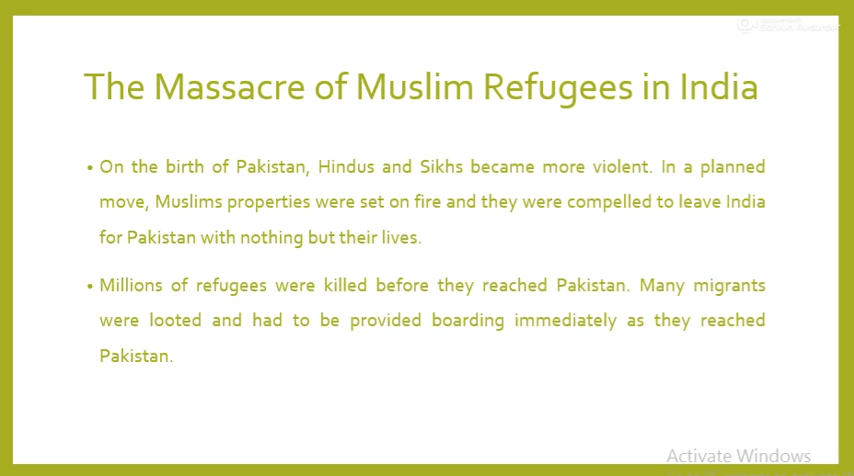 The Massacre of Muslim Refugees in India
• On the birth of Pakistan, Hindus and Sikhs became more violent. In a planned
move, Muslims properties were set on fire and they were compelled to leave India
for Pakistan with nothing but their lives.
• Millions of refugees were killed before they reached Pakistan. Many migrants
were looted and had to be provided boarding immediately as they reached
Pakistan.
Activate Windows